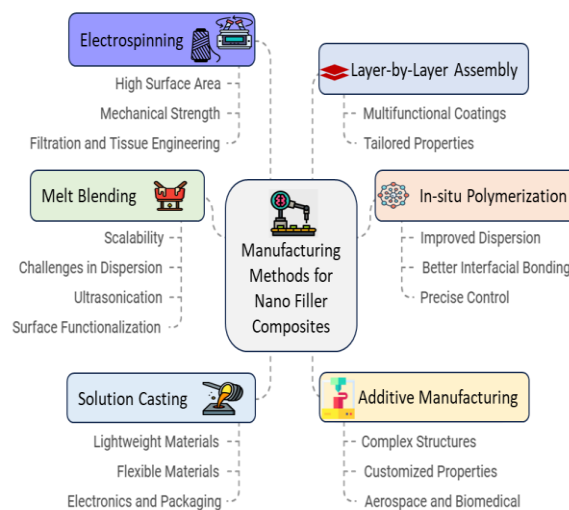 Electrospinning
High Surface Area
Mechanical Strength
Filtration and Tissue Engineering
Layer-by-Layer Assembly
Multifunctional Coatings
Tailored Properties
Melt Blending
Scalability
Challenges in Dispersion
Ultrasonication
Surface Functionalization
Manufacturing
Methods for
Nano Filler
Composites
In-situ Polymerization
Improved Dispersion
Better Interfacial Bonding
Precise Control
Solution Casting
Lightweight Materials
Flexible Materials
Electronics and Packaging
Additive Manufacturing
Complex Structures
Customized Properties
Aerospace and Biomedical